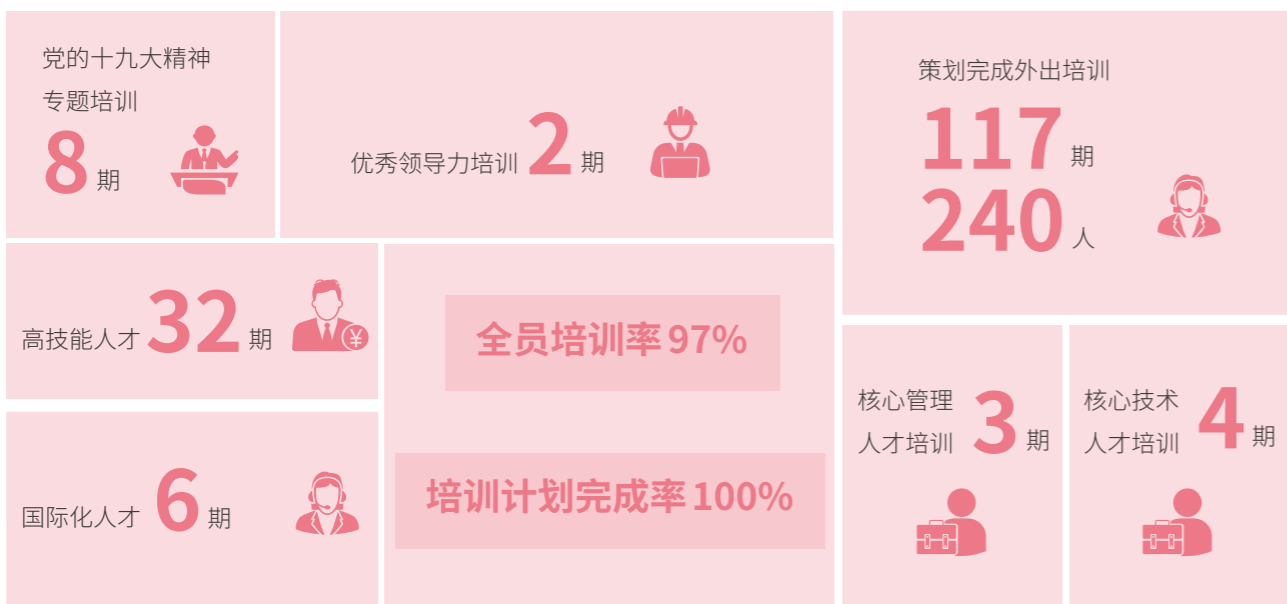 党的十九大精神
专题培训
8 期
优秀领导力培训 2 期
策划完成外出培训
117 期
240 人
高技能人才 32 期
¥
全员培训率 97%
培训计划完成率 100%
国际化人才 6 期
核心管理
人才培训 3 期
核心技术
人才培训 4 期